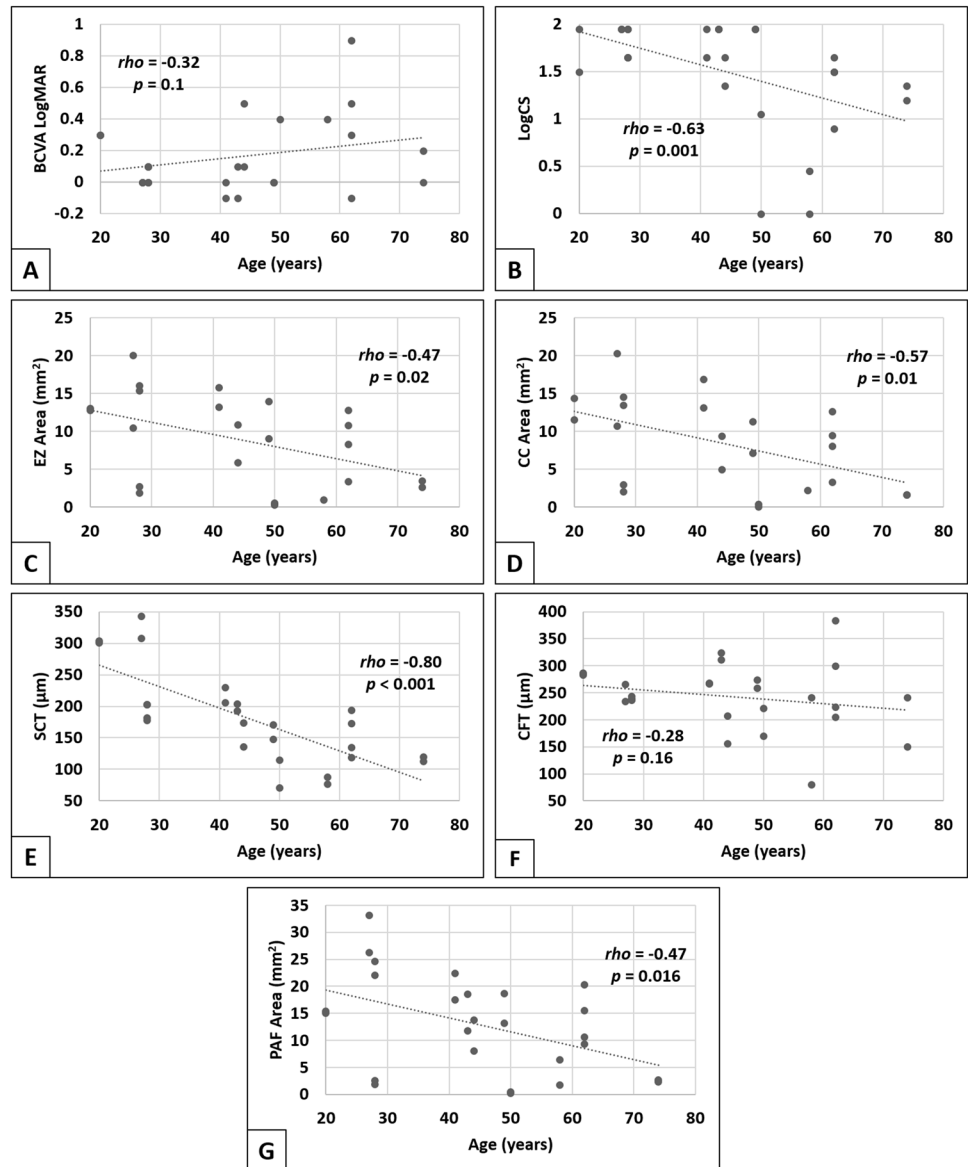 1
0.8
0.6
0.4
0.2
0
-0.2
BCVA LogMAR
rho = -0.32
p = 0.1
20 30 40 50 60 70 80
Age (years)
A
2
1.5
1
0.5
0
LogCS
rho = -0.63
p = 0.001
20 30 40 50 60 70 80
Age (years)
B
25
20
15
10
5
0
EZ Area (mm²)
rho = -0.47
p = 0.02
20 30 40 50 60 70 80
Age (years)
C
25
20
15
10
5
0
CC Area (mm²)
rho = -0.57
p = 0.01
20 30 40 50 60 70 80
Age (years)
D
350
300
250
200
150
100
50
SCT (µm)
rho = -0.80
p < 0.001
20 30 40 50 60 70 80
Age (years)
E
400
350
300
250
200
150
100
50
CFT (µm)
rho = -0.28
p = 0.16
20 30 40 50 60 70 80
Age (years)
F
35
30
25
20
15
10
5
0
PAF Area (mm²)
rho = -0.47
p = 0.016
20 30 40 50 60 70 80
Age (years)
G